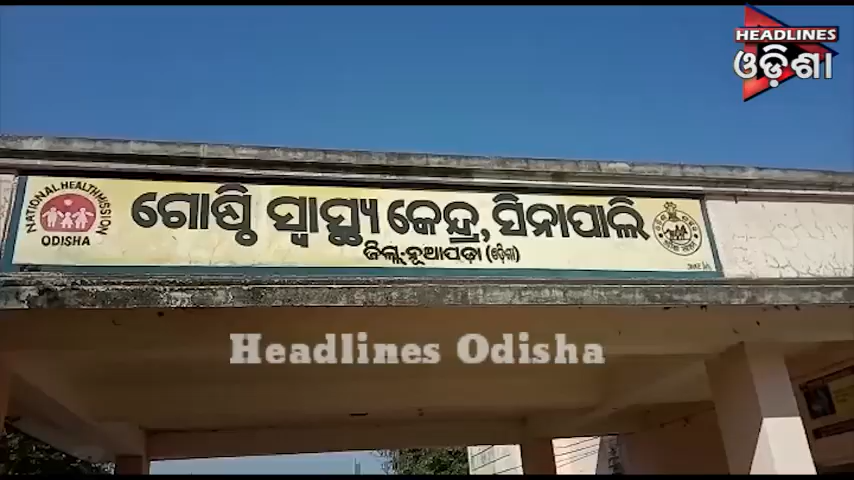 HEADLINES
ଓଡ଼ିଶା
NATIONAL HEALTH MISSION
ODISHA
ଗୋଷ୍ଠି ସ୍ୱାସ୍ଥ୍ୟ କେନ୍ଦ୍ର, ସିନାପାଲି
ଜିଲ୍ଲା:ନୂଆପଡ଼ା (ଓଡ଼ିଶା)
Headlines Odisha